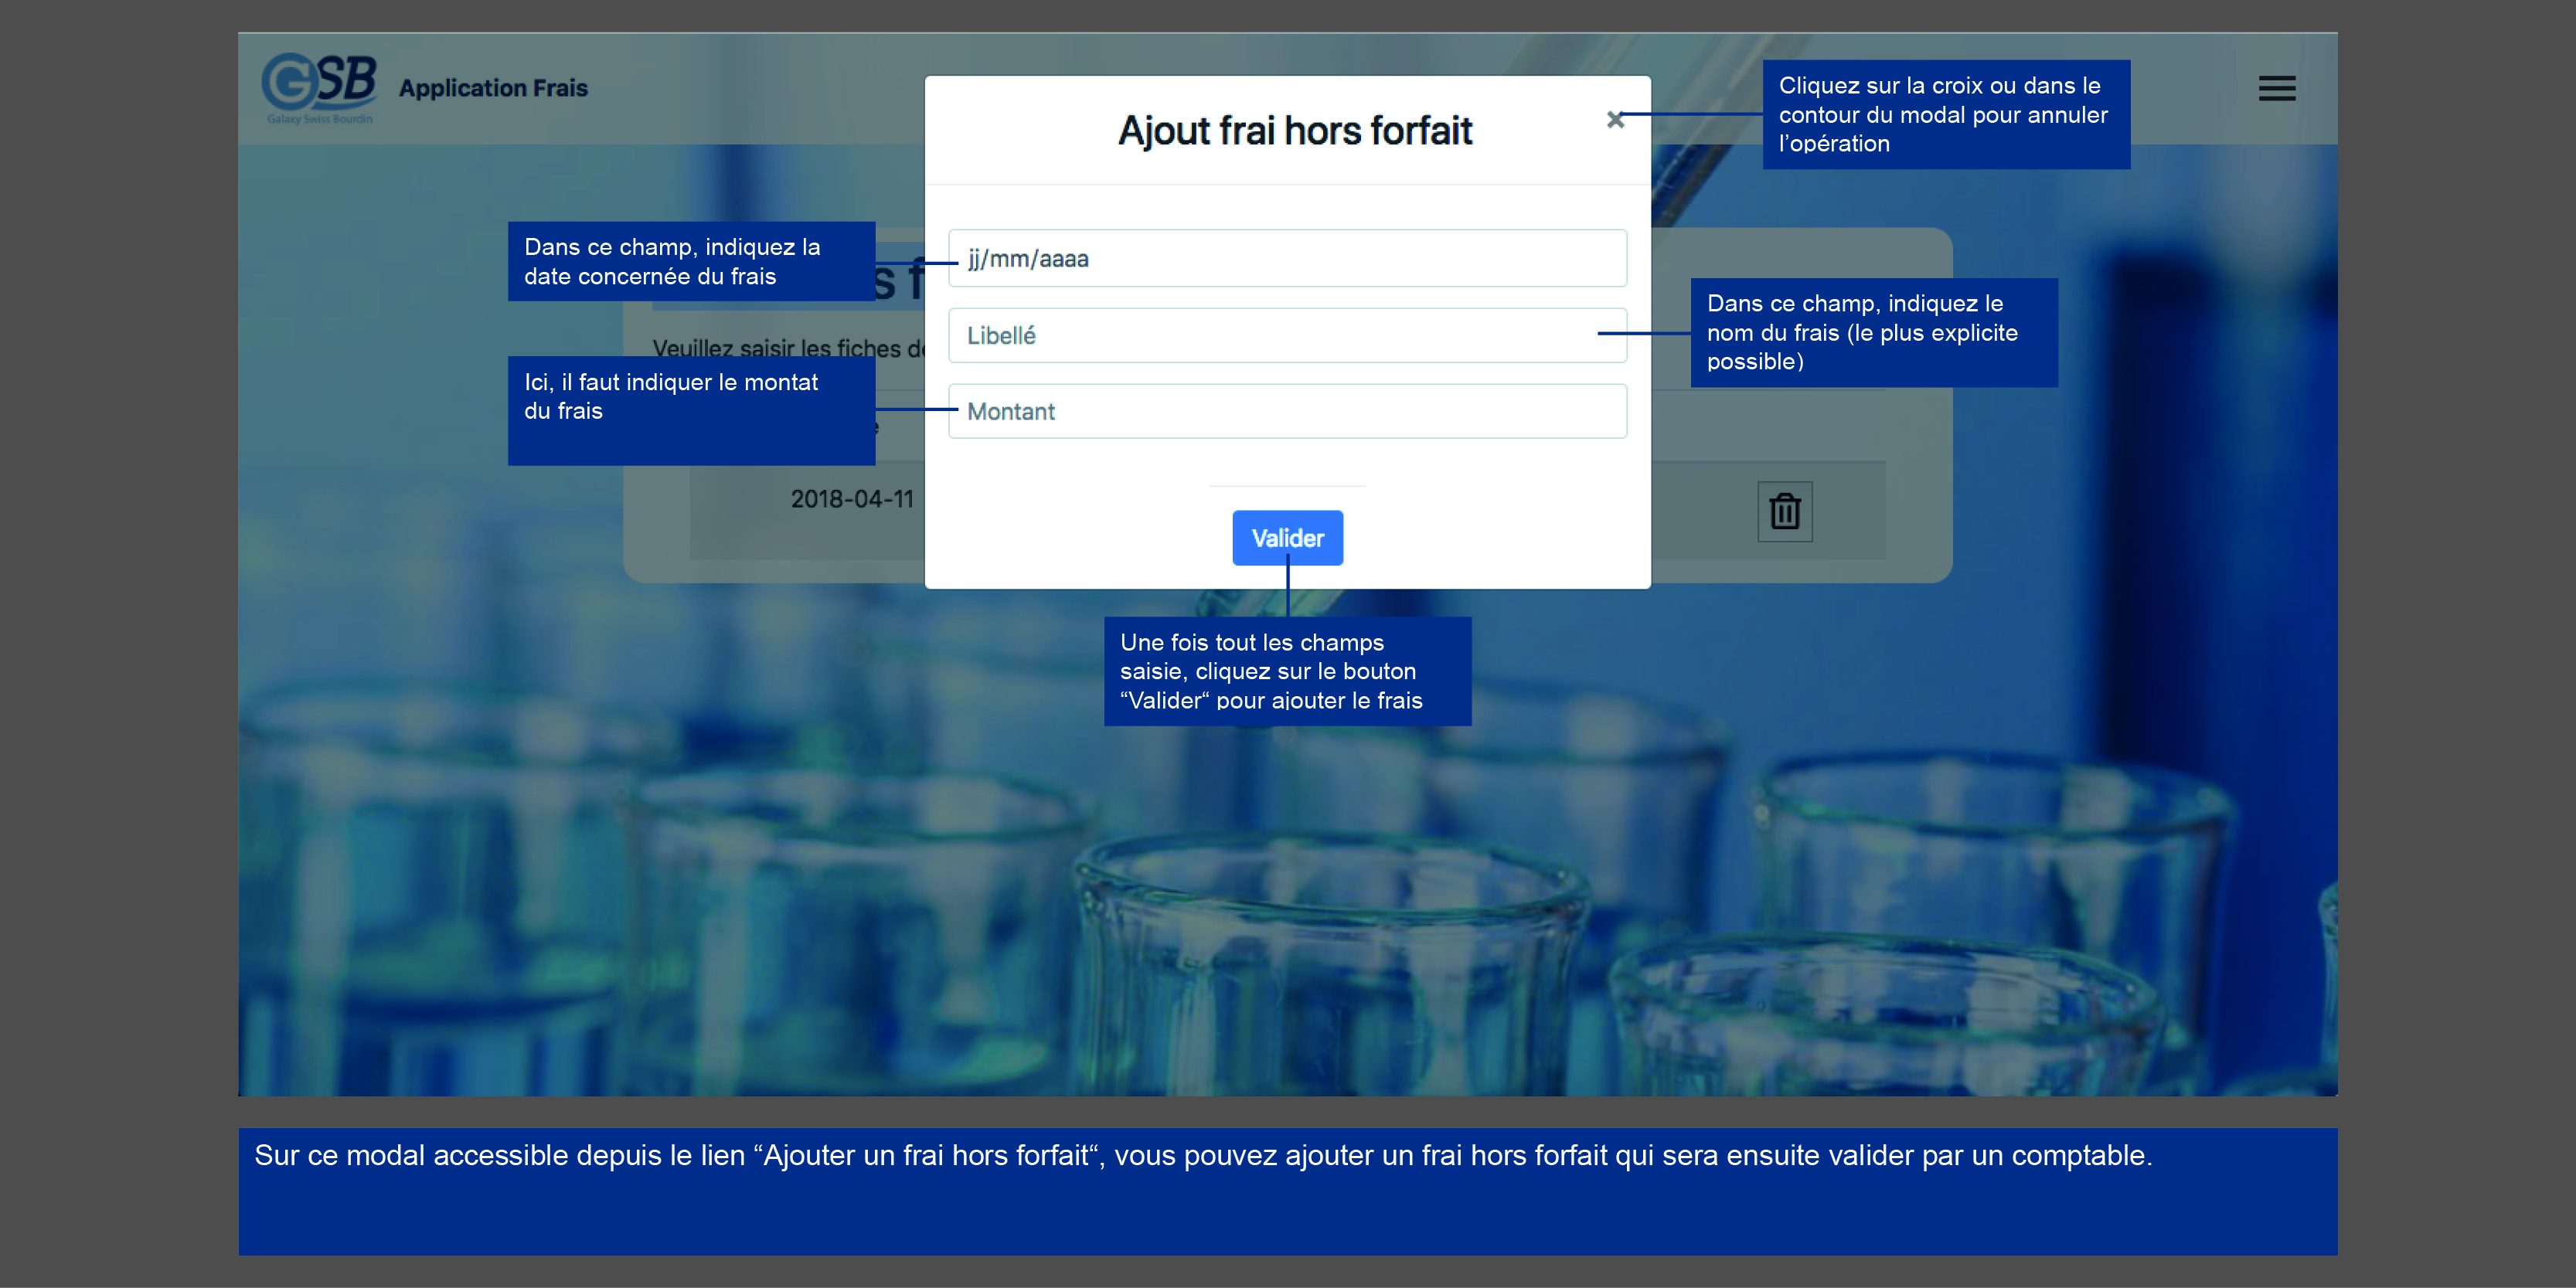 GSB
Galaxy Swiss Bourdin
Application Frais
Ajout frai hors forfait
×
Cliquez sur la croix ou dans le
contour du modal pour annuler
l’opération
Dans ce champ, indiquez la
date concernée du frais
jj/mm/aaaa
Dans ce champ, indiquez le
nom du frais (le plus explicite
possible)
Libellé
Veuillez saisir les fiches
Ici, il faut indiquer le montat
du frais
Montant
2018-04-11
Valider
Une fois tout les champs
saisie, cliquez sur le bouton
“Valider“ pour ajouter le frais
Sur ce modal accessible depuis le lien “Ajouter un frai hors forfait“, vous pouvez ajouter un frai hors forfait qui sera ensuite valider par un comptable.